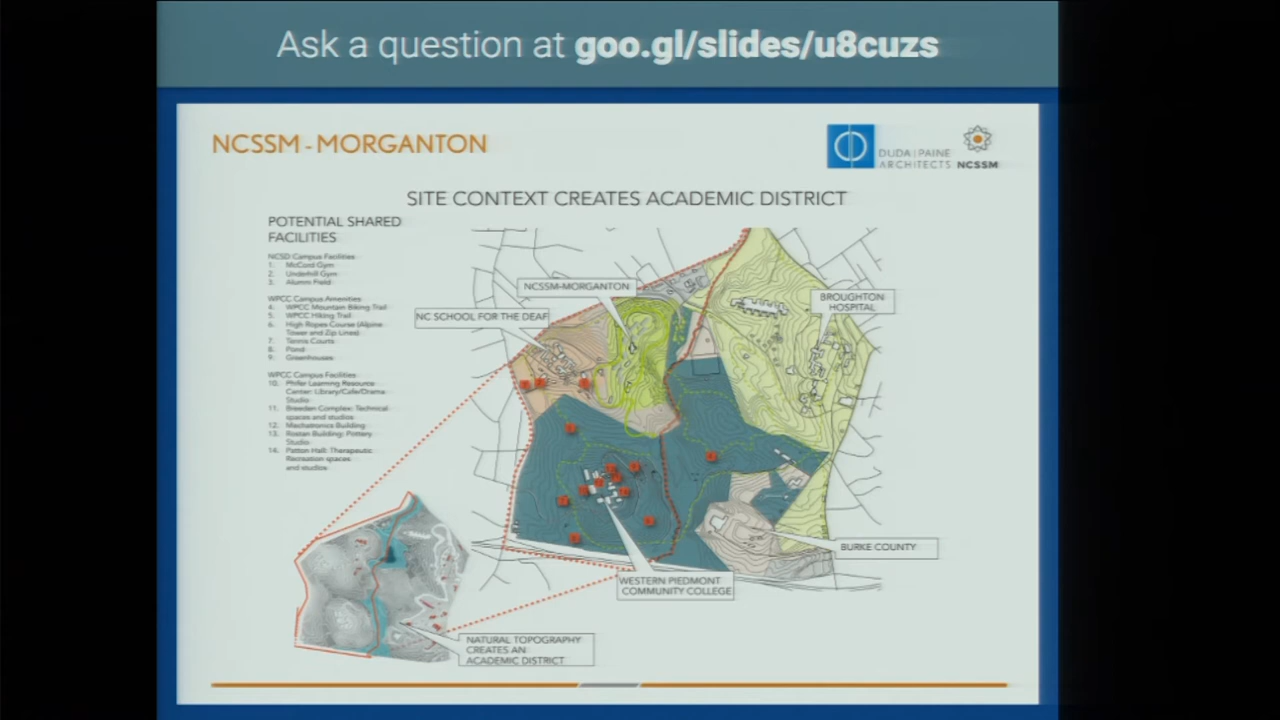 Ask a question at goo.gl/slides/u8cuzs
NCSSM - MORGANTON
DUDA | PAINE
ARCHITECTS
NCSSM
SITE CONTEXT CREATES ACADEMIC DISTRICT
POTENTIAL SHARED
FACILITIES
NCSD Campus Facilities
1. McCord Gym
2. Underhill Gym
3. Alumni Field
WPCC Campus Amenities
4. WPCC Mountain Biking Trail
5. WPCC Hiking Trail
6. High Ropes Course (Alpine
Tower and Zip Lines)
7. Tennis Courts
8. Pond
9. Greenhouses
WPCC Campus Facilities
10. Phifer Learning Resource
Center: Library/Cafe/Drama
Studio
11. Breeden Complex: Technical
spaces and studios
12. Mechatronics Building
13. Rostan Building: Pottery
Studio
14. Patton Hall: Therapeutic
Recreation spaces
and studios
NCSSM-MORGANTON
NC SCHOOL FOR THE DEAF
BROUGHTON
HOSPITAL
BURKE COUNTY
WESTERN PIEDMONT
COMMUNITY COLLEGE
NATURAL TOPOGRAPHY
CREATES AN
ACADEMIC DISTRICT